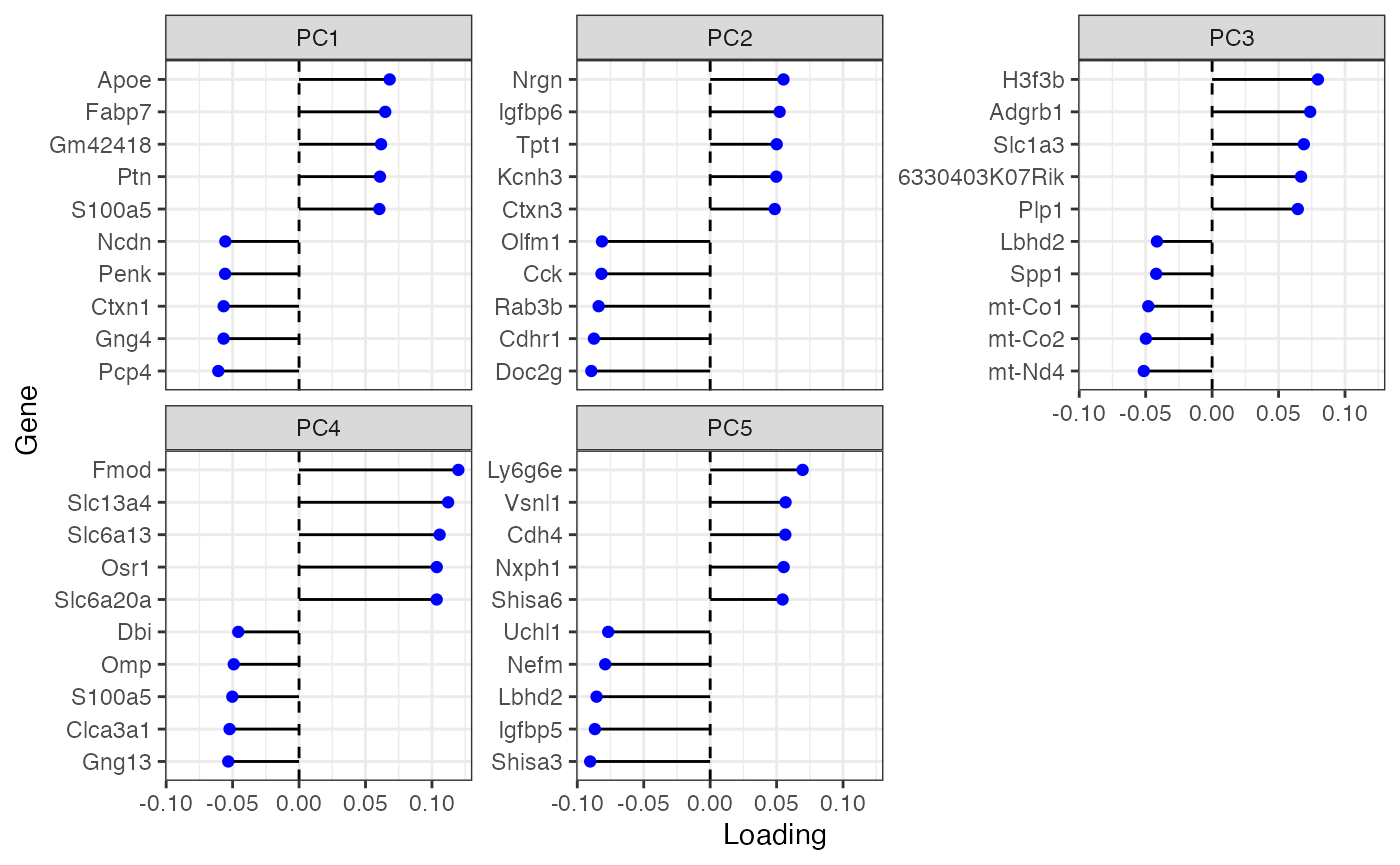 PC1
PC2
PC3
Apoe
Fabp7
Gm42418
Ptn
S100a5
Ncdn
Penk
Ctxn1
Gng4
Pcp4
Nrgn
Igfbp6
Tpt1
Kcnh3
Ctxn3
Olfm1
Cck
Rab3b
Cdhr1
Doc2g
H3f3b
Adgrb1
Slc1a3
6330403K07Rik
Plp1
Lbhd2
Spp1
mt-Co1
mt-Co2
mt-Nd4
-0.10 -0.05 0.00 0.05 0.10
Gene
PC4
PC5
Fmod
Slc13a4
Slc6a13
Osr1
Slc6a20a
Dbi
Omp
S100a5
Clca3a1
Gng13
-0.10 -0.05 0.00 0.05 0.10
Ly6g6e
Vsnl1
Cdh4
Nxph1
Shisa6
Uchl1
Nefm
Lbhd2
Igfbp5
Shisa3
-0.10 -0.05 0.00 0.05 0.10
Loading